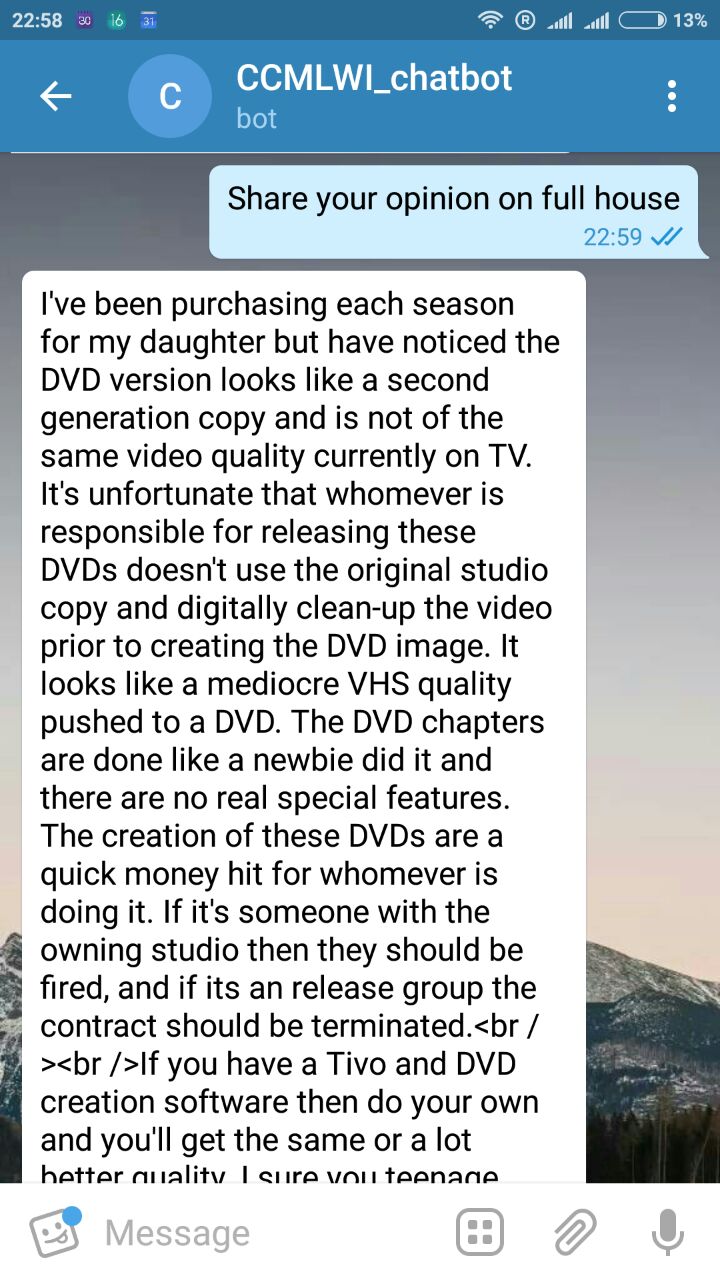 22:58 30 16 31 R 13%
C
CCMLWI_chatbot
bot
Share your opinion on full house
22:59
I've been purchasing each season
for my daughter but have noticed the
DVD version looks like a second
generation copy and is not of the
same video quality currently on TV.
It's unfortunate that whomever is
responsible for releasing these
DVDs doesn't use the original studio
copy and digitally clean-up the video
prior to creating the DVD image. It
looks like a mediocre VHS quality
pushed to a DVD. The DVD chapters
are done like a newbie did it and
there are no real special features.
The creation of these DVDs are a
quick money hit for whomever is
doing it. If it's someone with the
owning studio then they should be
fired, and if its an release group the
contract should be terminated.<br /
><br />If you have a Tivo and DVD
creation software then do your own
and you'll get the same or a lot
better quality. I sure you teenage
Message